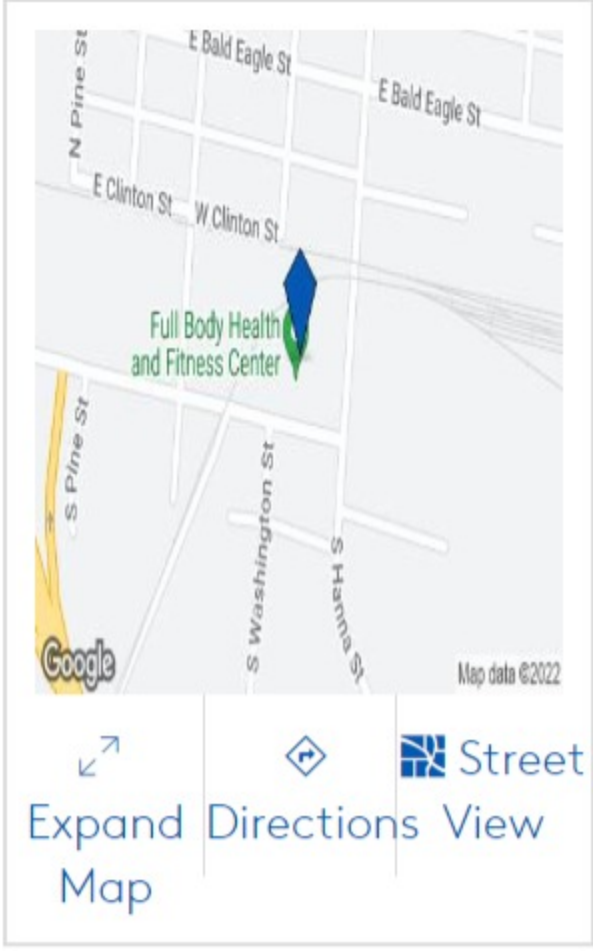 N Pine St
E Bald Eagle St
E Bald Eagle St
E Clinton St
W Clinton St
Full Body Health
and Fitness Center
S Pine St
S Washington St
S Hanna St
Google
Map data ©2022
Expand
Map
Directions
Street
View